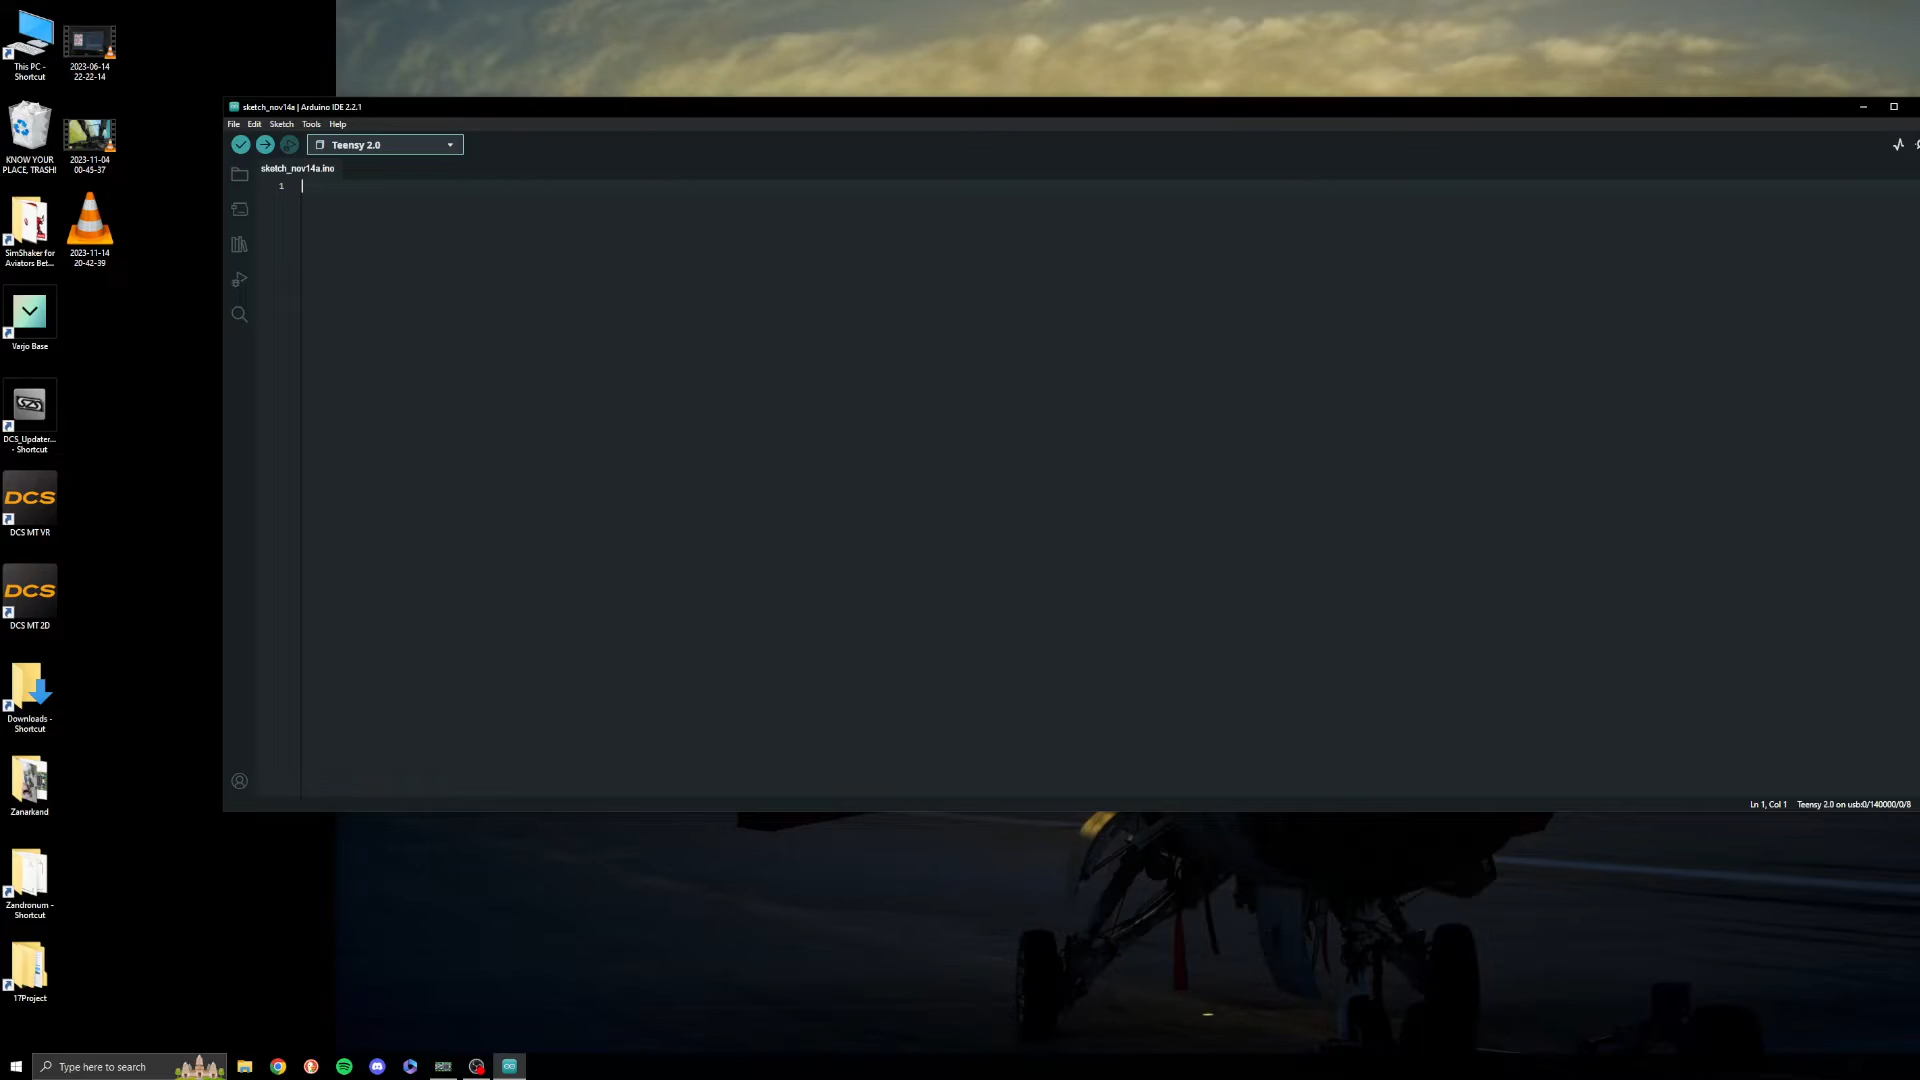 This PC -
Shortcut
2023-06-14
22-22-14
KNOW YOUR
PLACE, TRASH!
2023-11-04
00-45-37
SimShaker for
Aviators Bet...
2023-11-14
20-42-39
Varjo Base
DCS_Updater...
- Shortcut
DCS
DCS MT VR
DCS
DCS MT 2D
Downloads -
Shortcut
Zanarkand
Zandronum -
Shortcut
17Project
sketch_nov14a | Arduino IDE 2.2.1
File Edit Sketch Tools Help
Teensy 2.0
sketch_nov14a.ino
1
Ln 1, Col 1 Teensy 2.0 on usb:0/140000/0/8
Type here to search